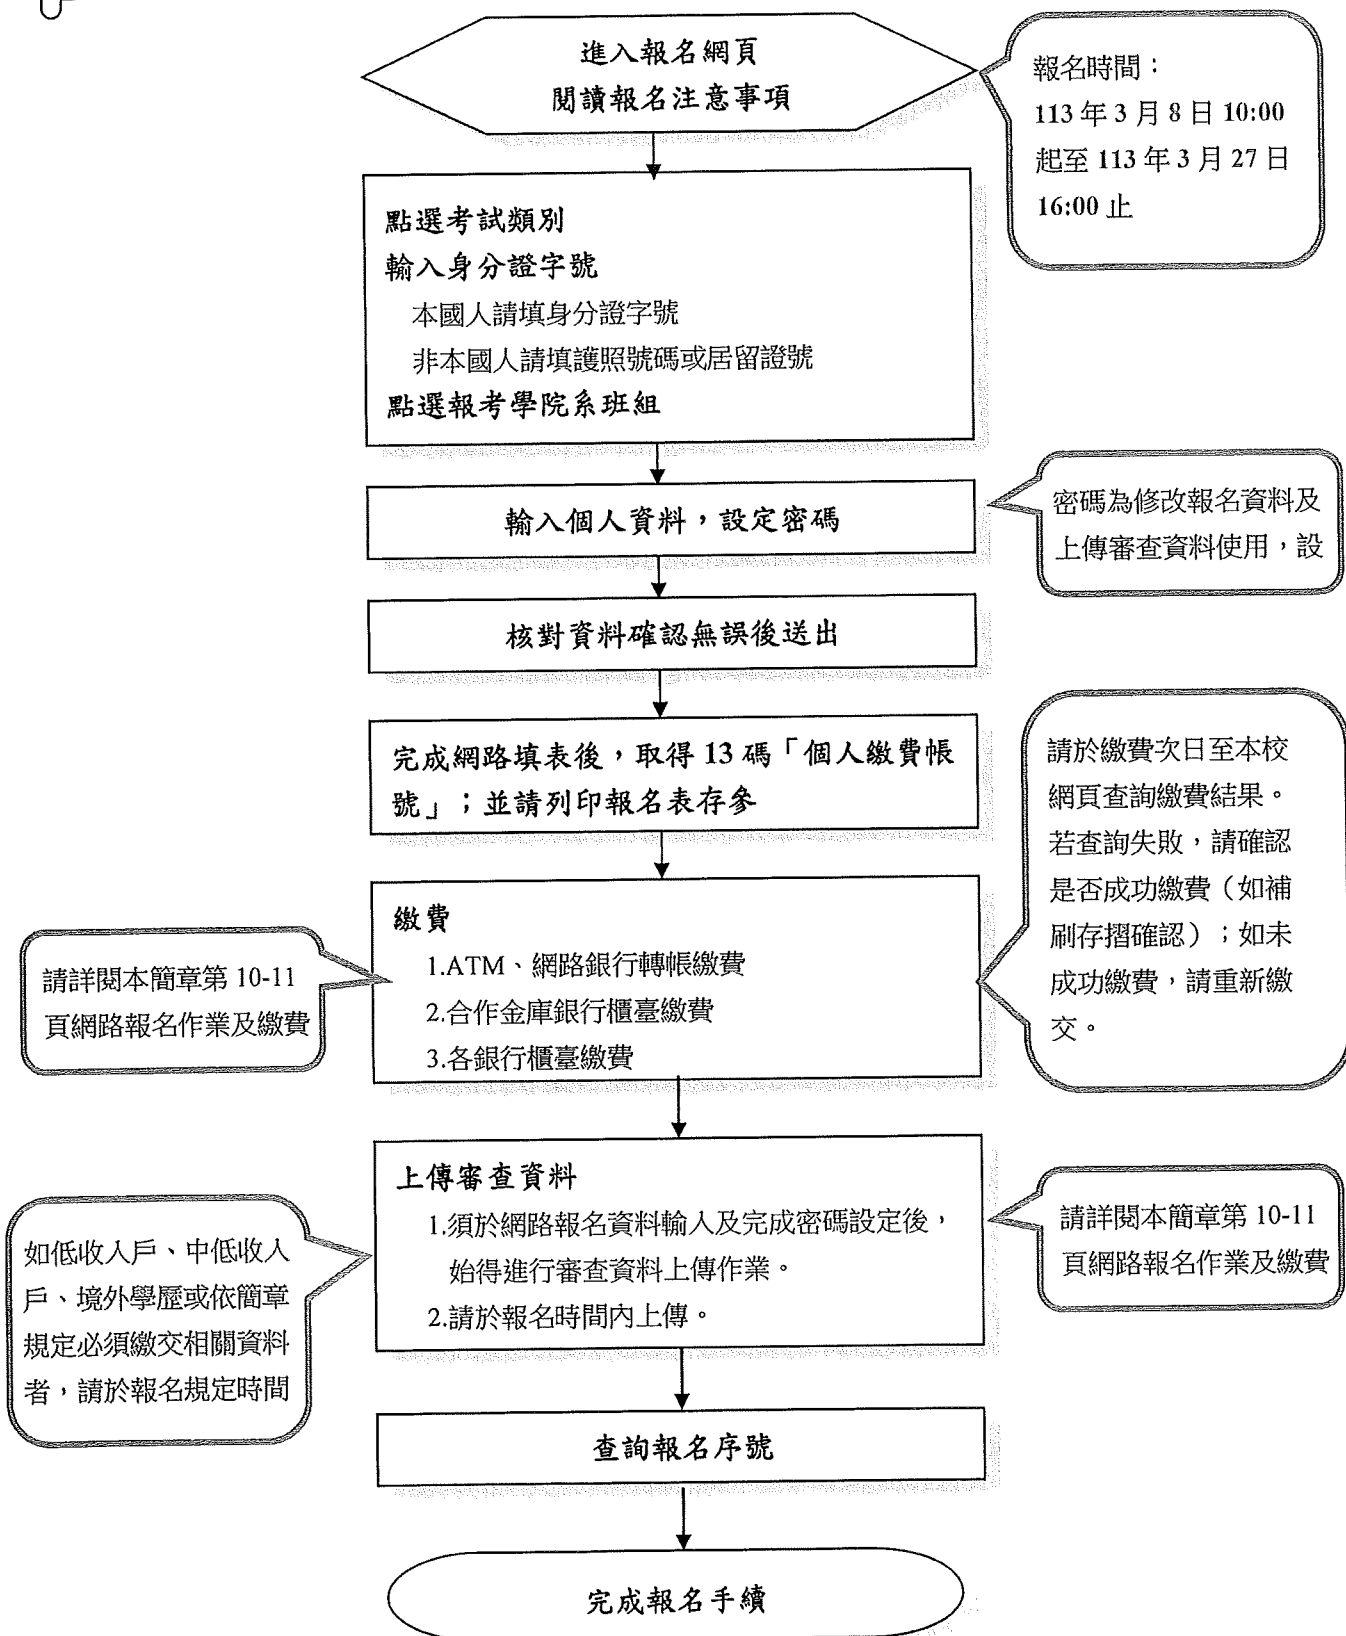 進入報名網頁
閱讀報名注意事項
報名時間：
113 年 3 月 8 日 10:00
起至 113 年 3 月 27 日
16:00 止
點選考試類別
輸入身分證字號
本國人請填身分證字號
非本國人請填護照號碼或居留證號
點選報考學院系班組
輸入個人資料，設定密碼
密碼為修改報名資料及
上傳審查資料使用，設
核對資料確認無誤後送出
完成網路填表後，取得 13 碼「個人繳費帳
號」；並請列印報名表存參
請於繳費次日至本校
網頁查詢繳費結果。
若查詢失敗，請確認
是否成功繳費（如補
刷存摺確認）；如未
成功繳費，請重新繳
交。
繳費
1.ATM、網路銀行轉帳繳費
2.合作金庫銀行櫃臺繳費
3.各銀行櫃臺繳費
請詳閱本簡章第 10-11
頁網路報名作業及繳費
上傳審查資料
1.須於網路報名資料輸入及完成密碼設定後，
始得進行審查資料上傳作業。
2.請於報名時間內上傳。
請詳閱本簡章第 10-11
頁網路報名作業及繳費
如低收入戶、中低收入
戶、境外學歷或依簡章
規定必須繳交相關資料
者，請於報名規定時間
查詢報名序號
完成報名手續